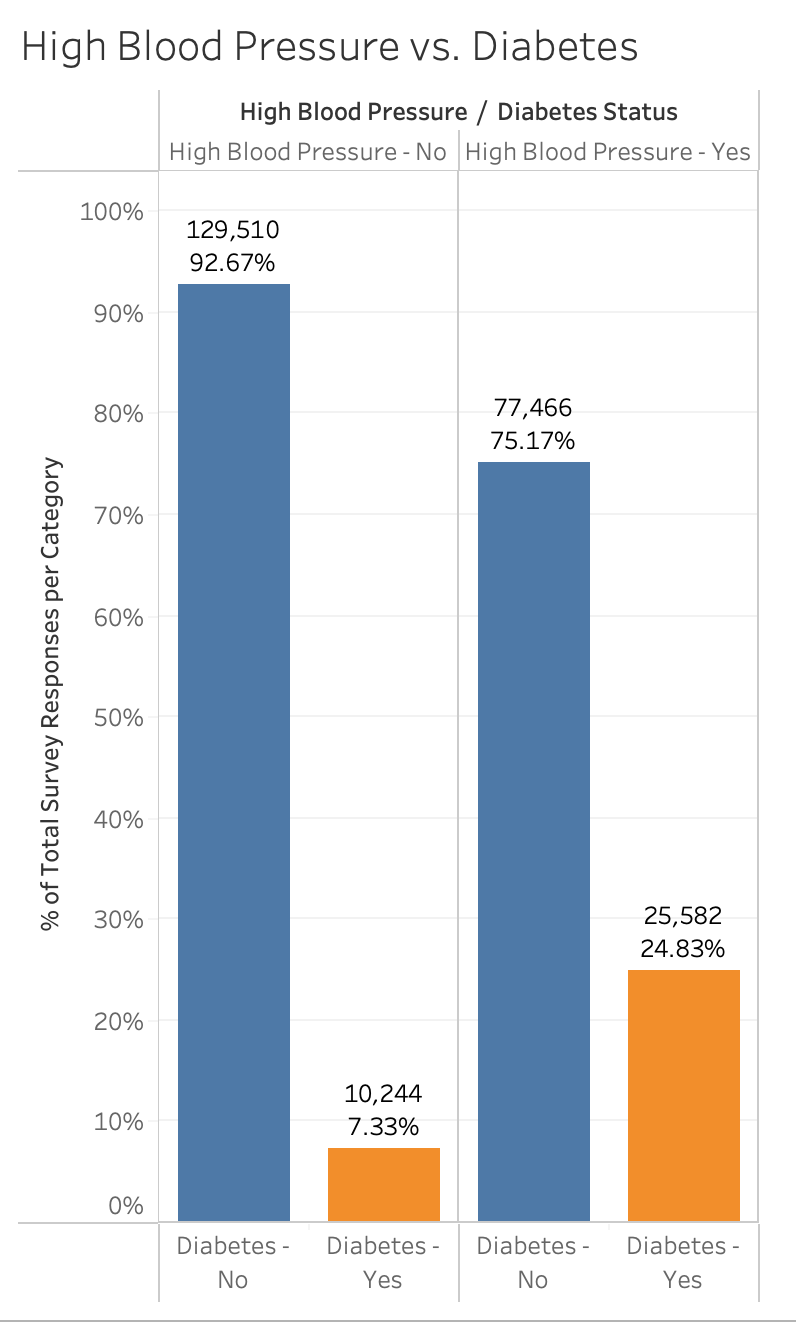 High Blood Pressure vs. Diabetes
High Blood Pressure / Diabetes Status
High Blood Pressure - No
High Blood Pressure - Yes
% of Total Survey Responses per Category
100%
90%
80%
70%
60%
50%
40%
30%
20%
10%
0%
129,510
92.67%
10,244
7.33%
77,466
75.17%
25,582
24.83%
Diabetes -
No
Diabetes -
Yes
Diabetes -
No
Diabetes -
Yes